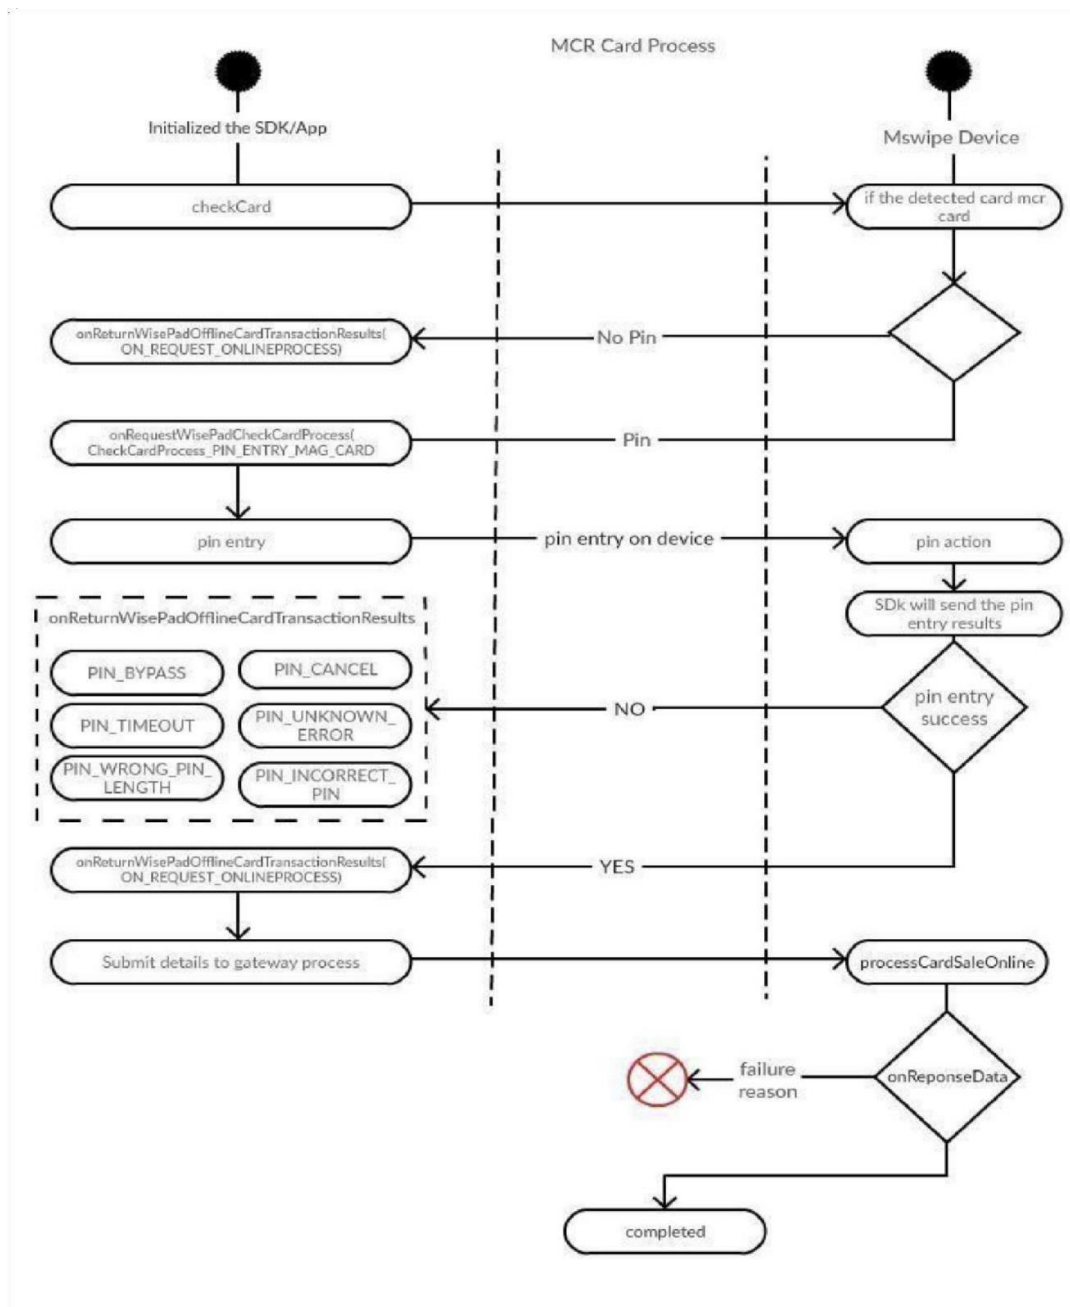 MCR Card Process
Initialized the SDK/App
Mswipe Device
checkCard
if the detected card mcr
card
onReturnWisePadOfflineCardTransactionResults(
ON_REQUEST_ONLINEPROCESS)
No Pin
onRequestWisePadCheckCardProcess(
CheckCardProcess_PIN_ENTRY_MAG_CARD
Pin
pin entry
pin entry on device
pin action
SDk will send the pin
entry results
onReturnWisePadOfflineCardTransactionResults
PIN_BYPASS
PIN_CANCEL
PIN_TIMEOUT
PIN_UNKNOWN_
ERROR
PIN_WRONG_PIN_
LENGTH
PIN_INCORRECT_
PIN
NO
pin entry
success
onReturnWisePadOfflineCardTransactionResults(
ON_REQUEST_ONLINEPROCESS)
YES
Submit details to gateway process
processCardSaleOnline
failure
reason
onReponseData
completed